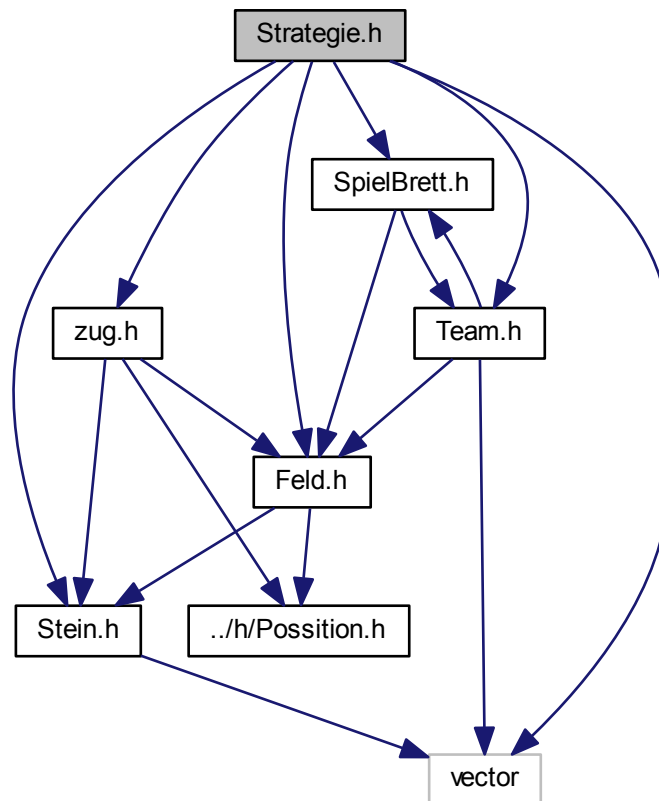 Strategie.h
SpielBrett.h
zug.h
Team.h
Feld.h
Stein.h
../h/Possition.h
vector